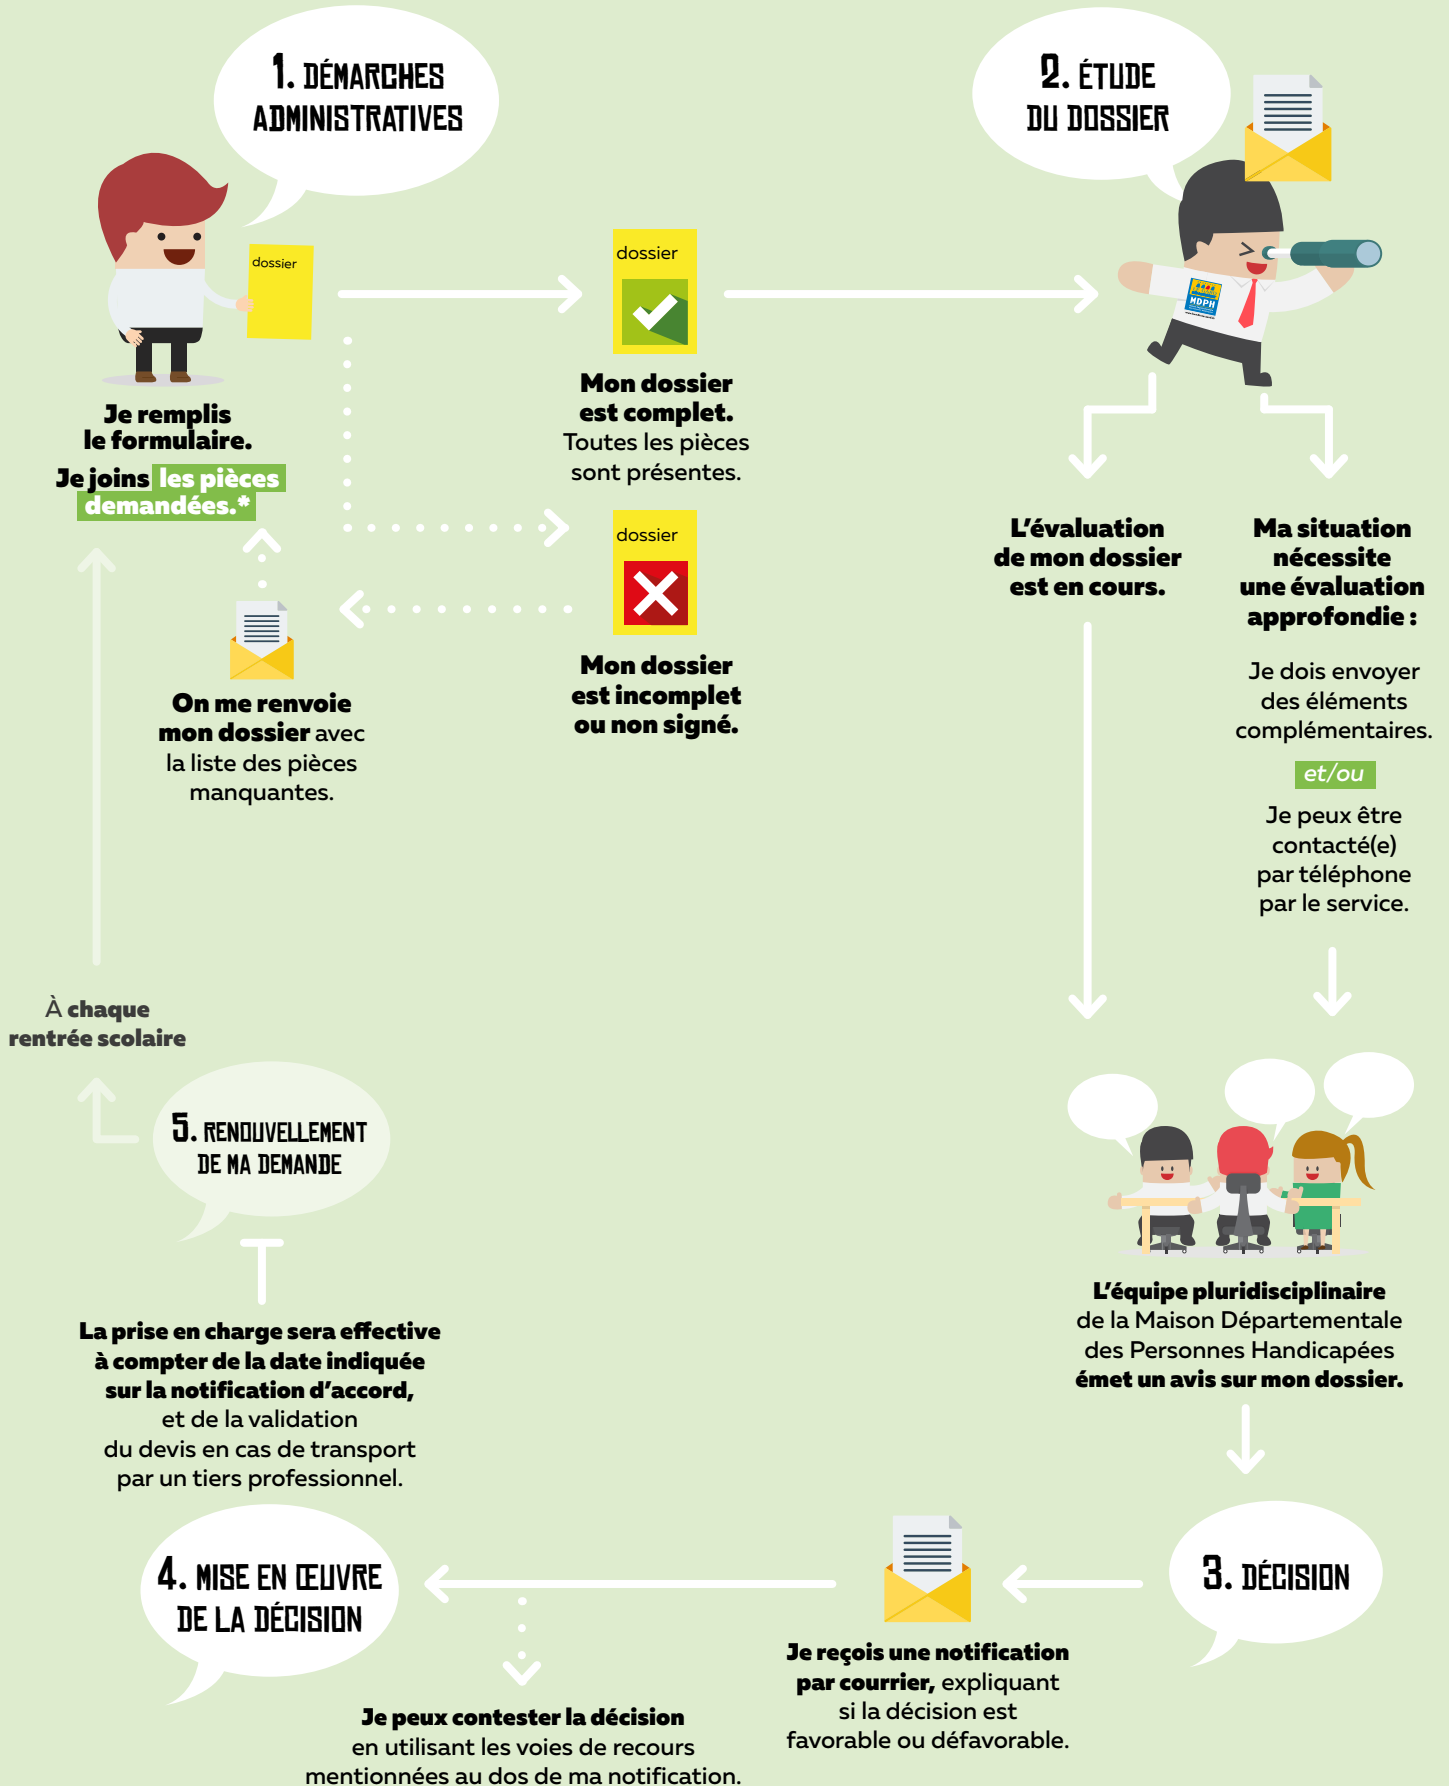 1. DÉMARCHES
ADMINISTRATIVES
dossier
Je remplis
le formulaire.
Je joins les pièces
demandées.*
dossier
Mon dossier
est complet.
Toutes les pièces
sont présentes.
dossier
Mon dossier
est incomplet
ou non signé.
On me renvoie
mon dossier avec
la liste des pièces
manquantes.
2. ÉTUDE
DU DOSSIER
MDPH
L'évaluation
de mon dossier
est en cours.
Ma situation
nécessite
une évaluation
approfondie :
Je dois envoyer
des éléments
complémentaires.
et/ou
Je peux être
contacté(e)
par téléphone
par le service.
L'équipe pluridisciplinaire
de la Maison Départementale
des Personnes Handicapées
émet un avis sur mon dossier.
3. DÉCISION
Je reçois une notification
par courrier, expliquant
si la décision est
favorable ou défavorable.
4. MISE EN ŒUVRE
DE LA DÉCISION
Je peux contester la décision
en utilisant les voies de recours
mentionnées au dos de ma notification.
La prise en charge sera effective
à compter de la date indiquée
sur la notification d'accord,
et de la validation
du devis en cas de transport
par un tiers professionnel.
5. RENOUVELLEMENT
DE MA DEMANDE
À chaque
rentrée scolaire